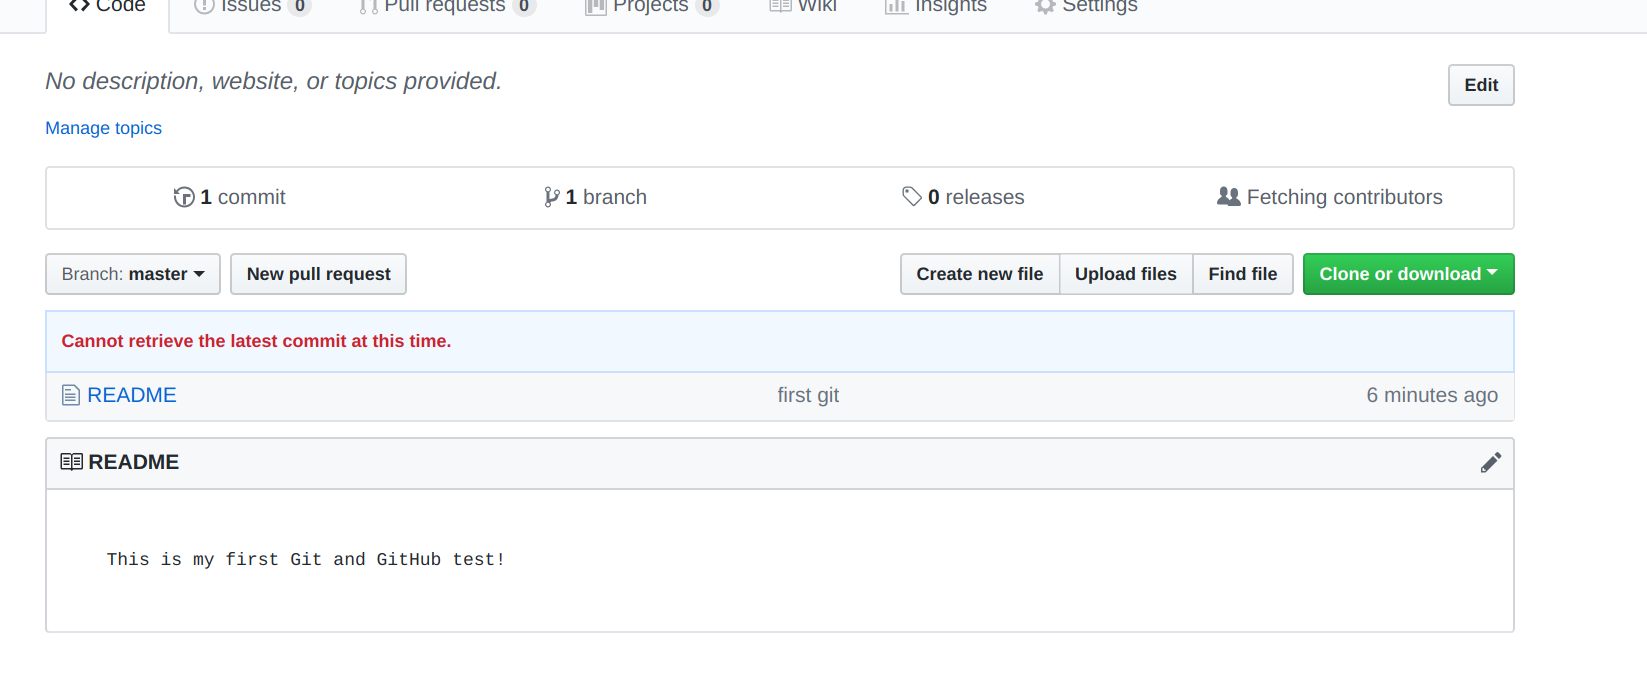 Code Issues 0 Pull requests 0 Projects 0 Wiki Insights Settings
No description, website, or topics provided. Edit
Manage topics
1 commit 1 branch 0 releases Fetching contributors
Branch: master New pull request Create new file Upload files Find file Clone or download
Cannot retrieve the latest commit at this time.
README first git 6 minutes ago
README
This is my first Git and GitHub test!